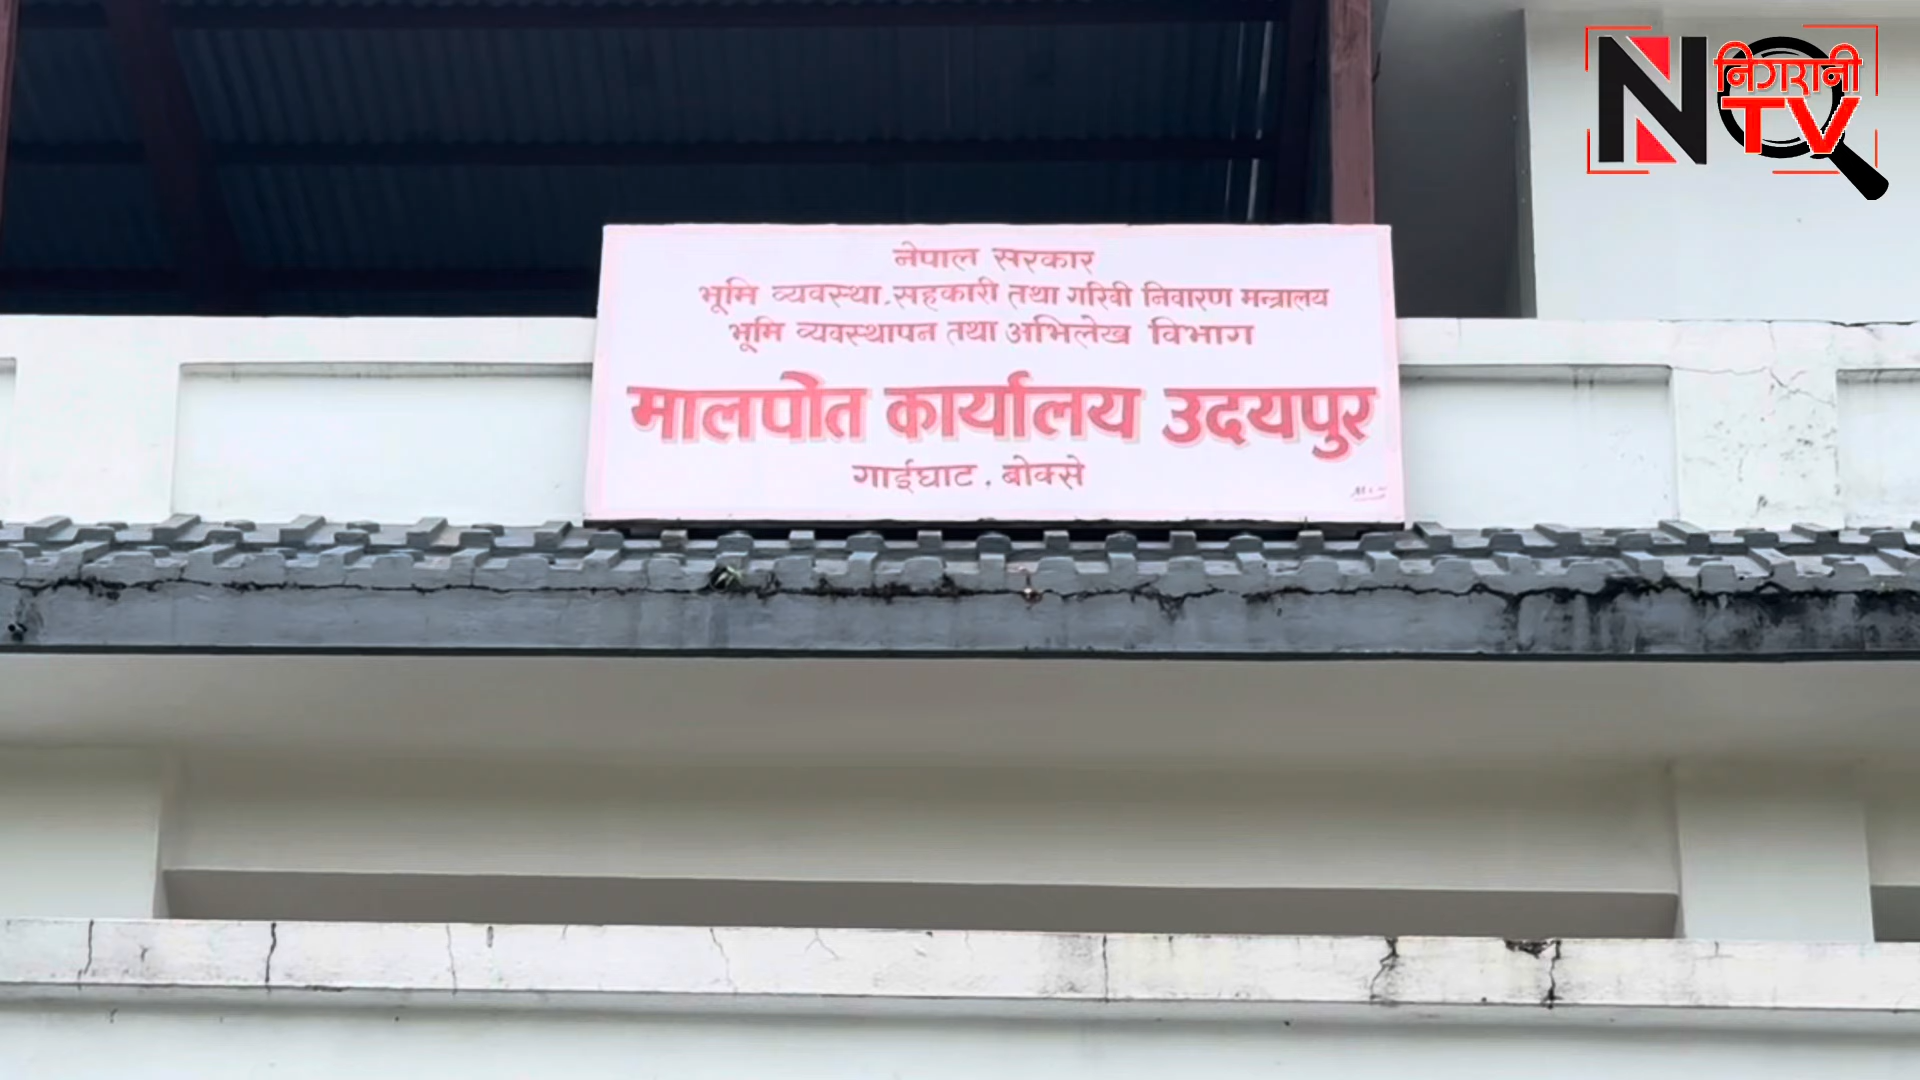 निगरानी
N TV
नेपाल सरकार
भूमि व्यवस्था, सहकारी तथा गरिवी निवारण मन्त्रालय
भूमि व्यवस्थापन तथा अभिलेख विभाग
मालपोत कार्यालय उदयपुर
गाईघाट, बोक्से